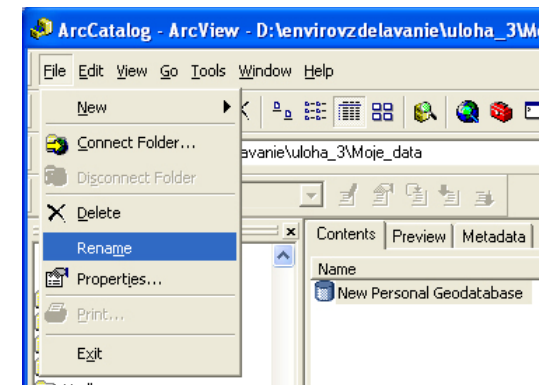 ArcCatalog - ArcView - D:\envirovzdelavanie\uloha_3\Mo
File Edit View Go Tools Window Help
New
Connect Folder...
avanie\uloha_3\Moje_data
Disconnect Folder
Delete
Rename
Contents Preview Metadata
Properties...
Name
New Personal Geodatabase
Print...
Exit